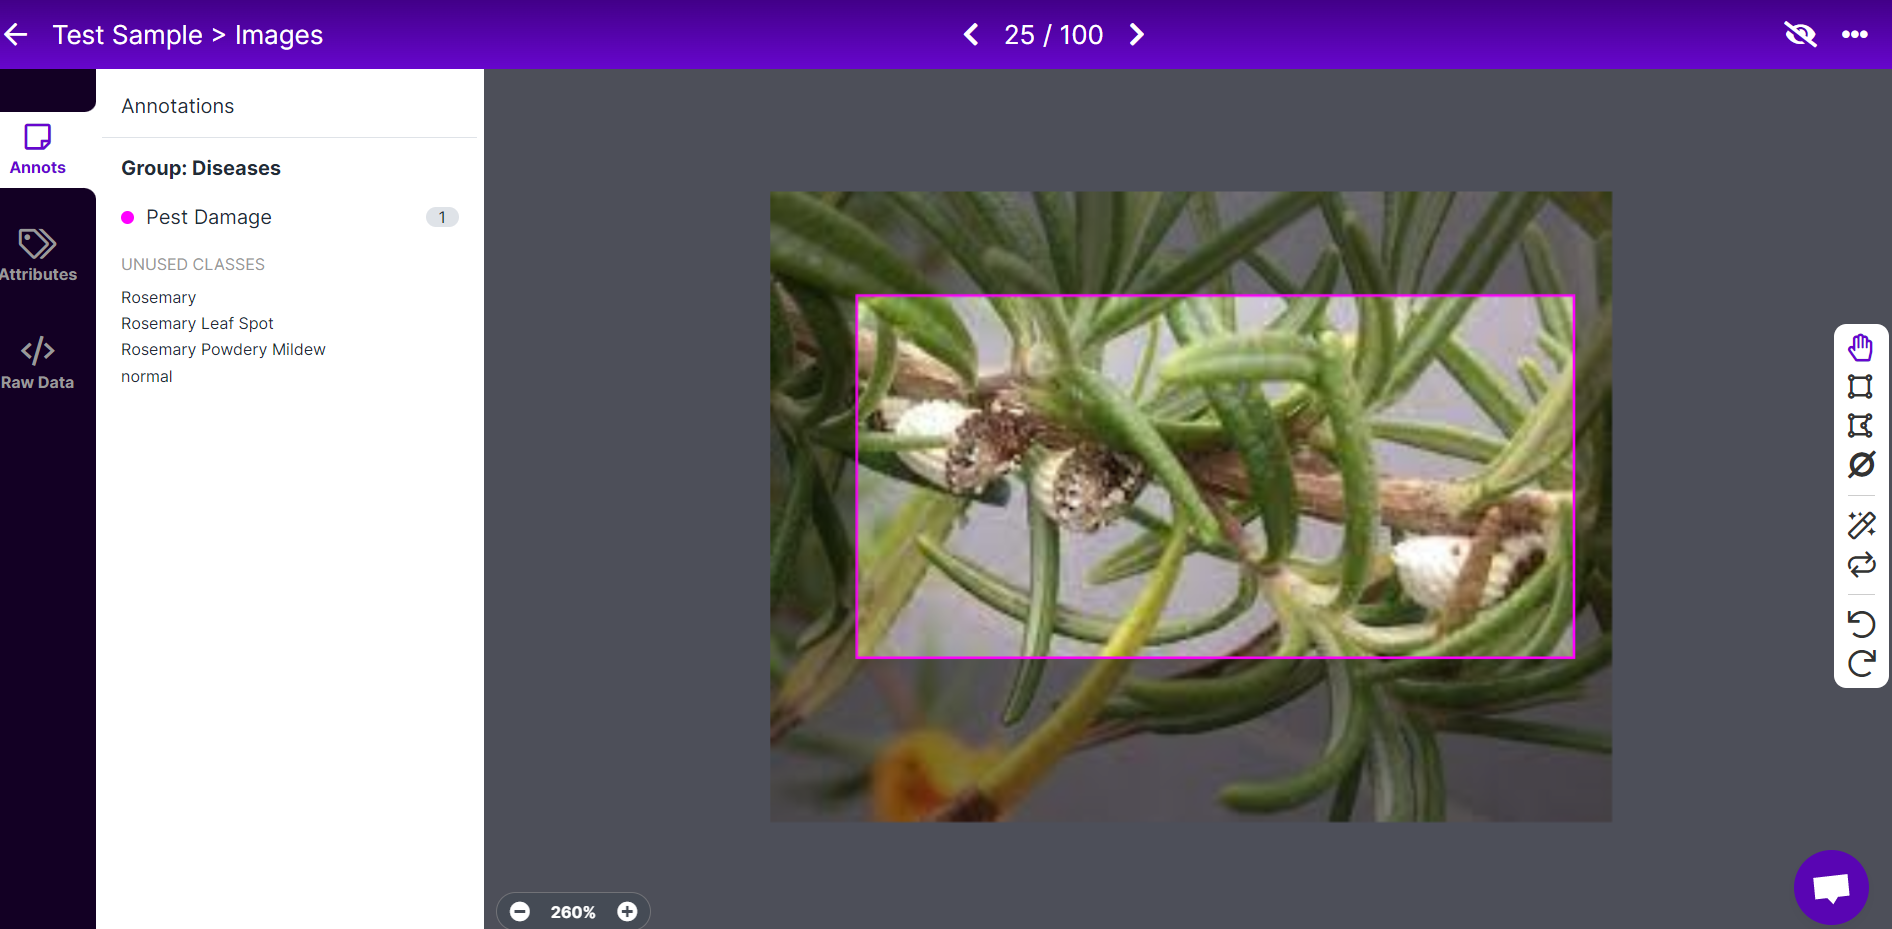 Test Sample > Images
25 / 100
Annots
Attributes
Raw Data
Annotations
Group: Diseases
Pest Damage 1
UNUSED CLASSES
Rosemary
Rosemary Leaf Spot
Rosemary Powdery Mildew
normal
260%